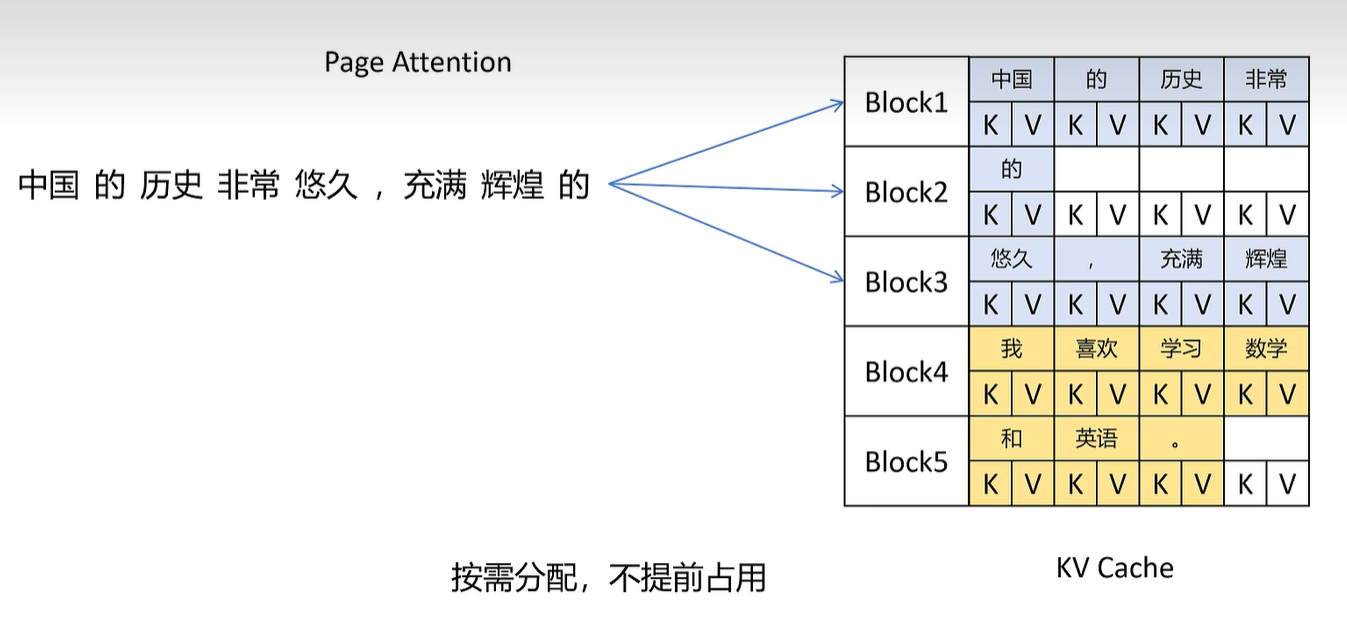 Page Attention
中国 的 历史 非常 悠久 ，充满 辉煌 的
Block1
中国 的 历史 非常
K V K V K V K V
Block2
的
K V K V K V K V
Block3
悠久 ， 充满 辉煌
K V K V K V K V
Block4
我 喜欢 学习 数学
K V K V K V K V
Block5
和 英语 。
K V K V K V K V
按需分配，不提前占用
KV Cache